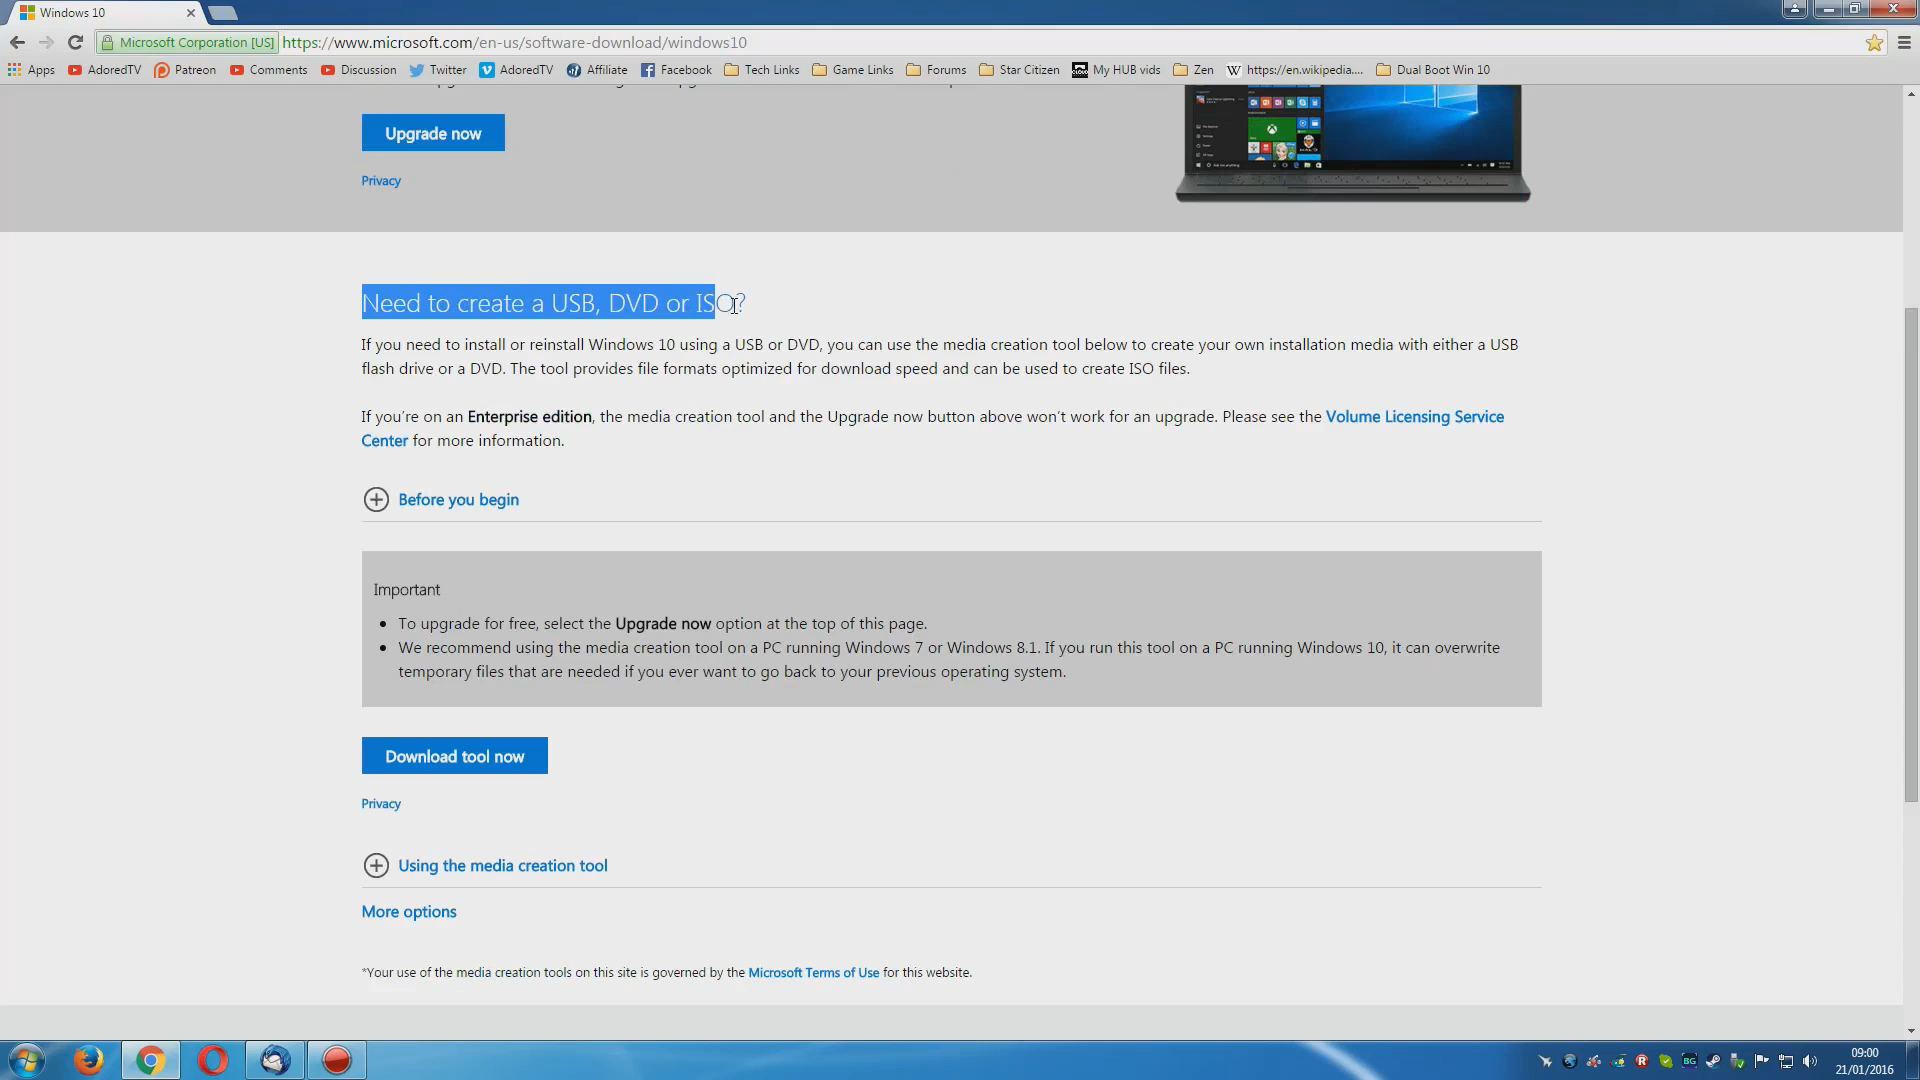 Windows 10
Microsoft Corporation [US] https://www.microsoft.com/en-us/software-download/windows10
Apps AdoredTV Patreon Comments Discussion Twitter AdoredTV Affiliate Facebook Tech Links Game Links Forums Star Citizen My HUB vids Zen https://en.wikipedia.... Dual Boot Win 10
Upgrade now
Privacy
Need to create a USB, DVD or ISO?
If you need to install or reinstall Windows 10 using a USB or DVD, you can use the media creation tool below to create your own installation media with either a USB
flash drive or a DVD. The tool provides file formats optimized for download speed and can be used to create ISO files.
If you're on an Enterprise edition, the media creation tool and the Upgrade now button above won't work for an upgrade. Please see the Volume Licensing Service
Center for more information.
Before you begin
Important
To upgrade for free, select the Upgrade now option at the top of this page.
We recommend using the media creation tool on a PC running Windows 7 or Windows 8.1. If you run this tool on a PC running Windows 10, it can overwrite
temporary files that are needed if you ever want to go back to your previous operating system.
Download tool now
Privacy
Using the media creation tool
More options
*Your use of the media creation tools on this site is governed by the Microsoft Terms of Use for this website.
09:00
21/01/2016